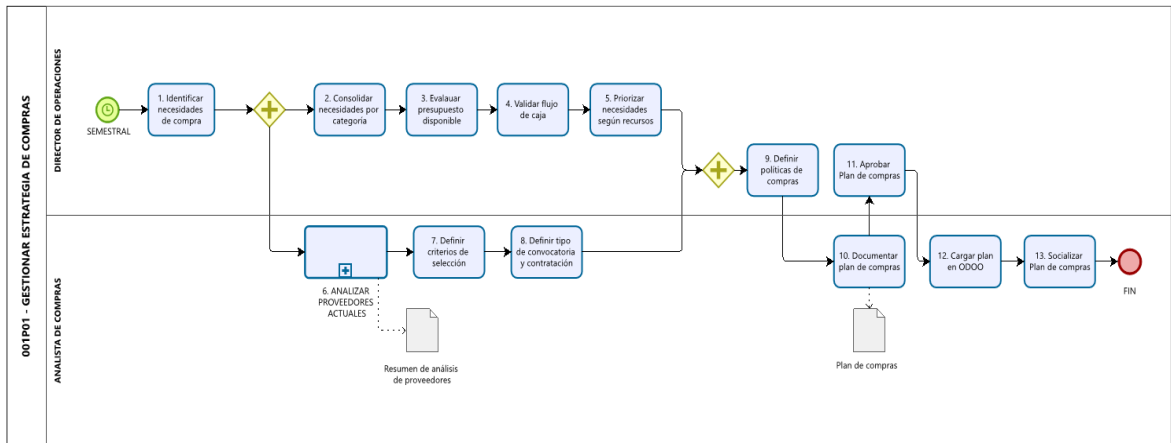 001P01 - GESTIONAR ESTRATEGIA DE COMPRAS
DIRECTOR DE OPERACIONES
SEMESTRAL
1. Identificar
necesidades
de compra
2. Consolidar
necesidades por
categoría
3. Evalauar
presupuesto
disponible
4. Validar flujo
de caja
5. Priorizar
necesidades
según recursos
9. Definir
políticas de
compras
11. Aprobar
Plan de compras
ANALISTA DE COMPRAS
6. ANALIZAR
PROVEEDORES
ACTUALES
7. Definir
criterios de
selección
8. Definir tipo
de convocatoria
y contratación
10. Documentar
plan de compras
12. Cargar plan
en ODOO
13. Socializar
Plan de compras
FIN
Resumen de análisis
de proveedores
Plan de compras